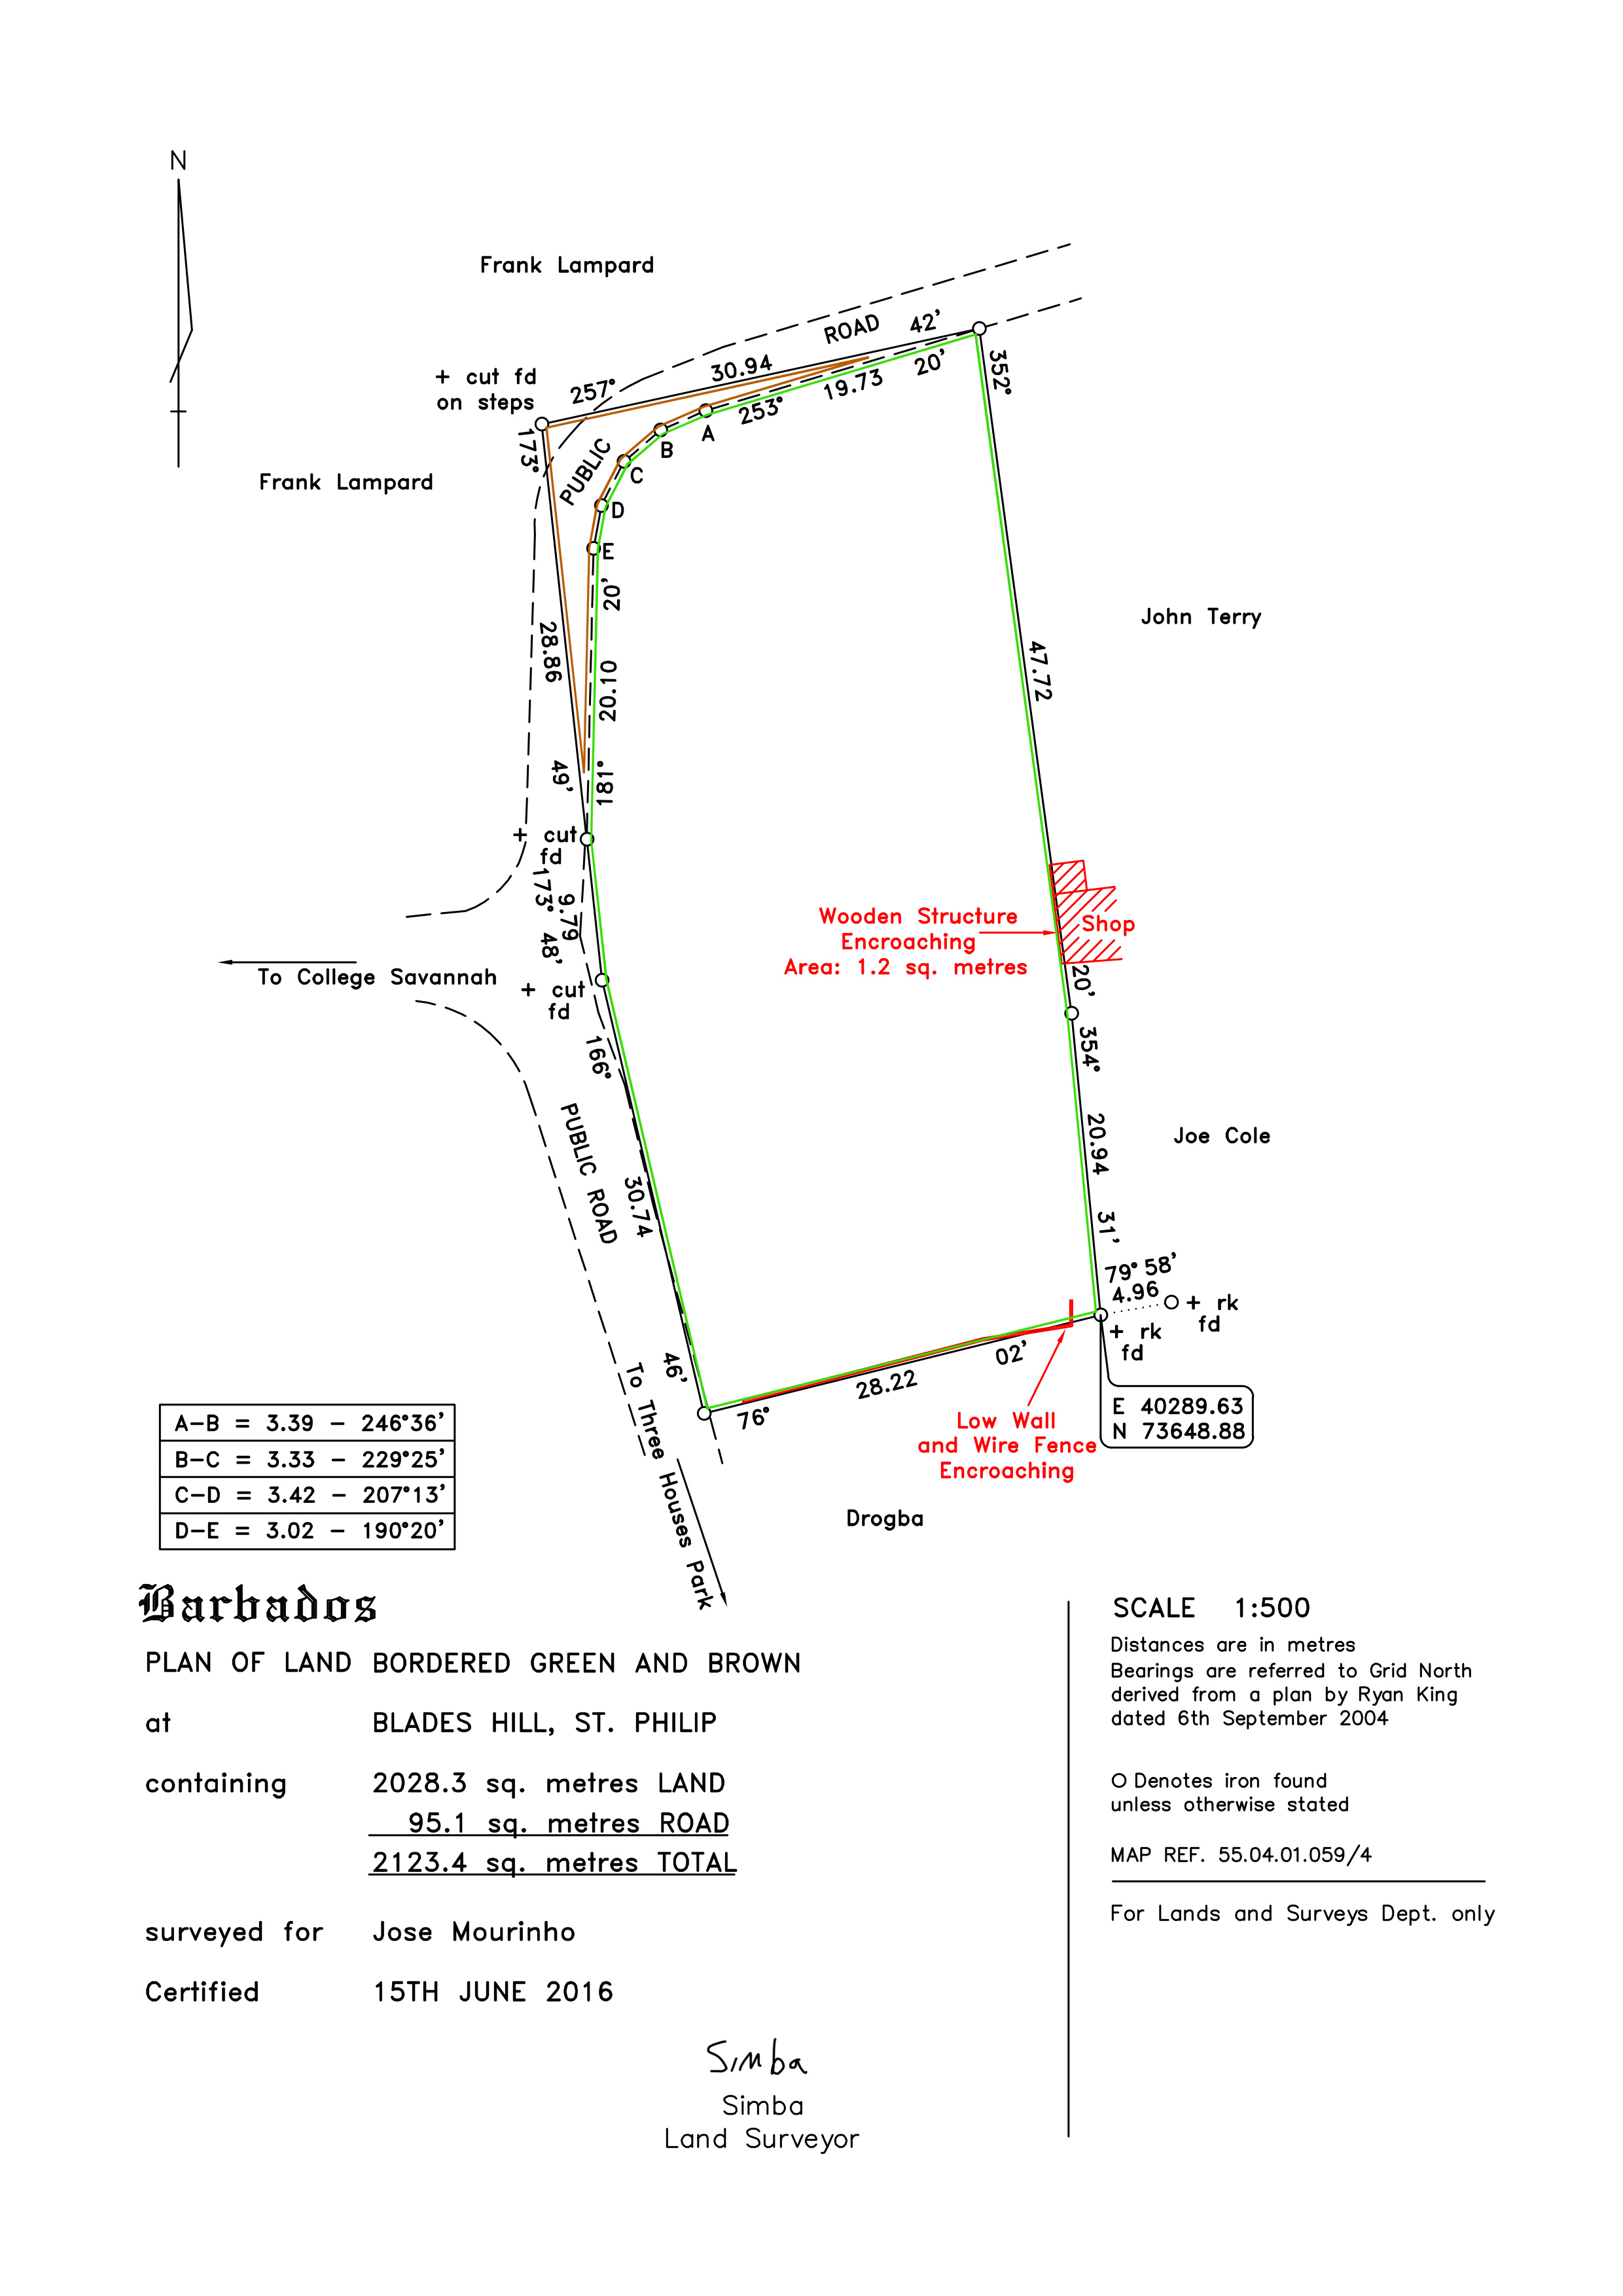 N
Frank Lampard
42'
ROAD
30.94
257°
20'
19.73
253°
352°
+ cut fd
on steps
173°
A
B
PUBLIC
C
D
E
Frank Lampard
20'
28.86
20.10
47.72
John Terry
49'
181°
+ cut
fd
173°
9.79
48'
Wooden Structure
Encroaching
Area: 1.2 sq. metres
Shop
To College Savannah
+ cut
fd
20'
354°
166°
PUBLIC ROAD
20.94
Joe Cole
30.74
31'
79° 58'
4.96
+ rk
fd
+ rk
fd
46'
02'
28.22
76°
To Three Houses Park
Low Wall
and Wire Fence
Encroaching
E 40289.63
N 73648.88
Drogba
A-B = 3.39 - 246°36'
B-C = 3.33 - 229°25'
C-D = 3.42 - 207°13'
D-E = 3.02 - 190°20'
Barbados
PLAN OF LAND BORDERED GREEN AND BROWN
at BLADES HILL, ST. PHILIP
containing 2028.3 sq. metres LAND
95.1 sq. metres ROAD
2123.4 sq. metres TOTAL
surveyed for Jose Mourinho
Certified 15TH JUNE 2016
Simba
Simba
Land Surveyor
SCALE 1:500
Distances are in metres
Bearings are referred to Grid North
derived from a plan by Ryan King
dated 6th September 2004
O Denotes iron found
unless otherwise stated
MAP REF. 55.04.01.059/4
For Lands and Surveys Dept. only